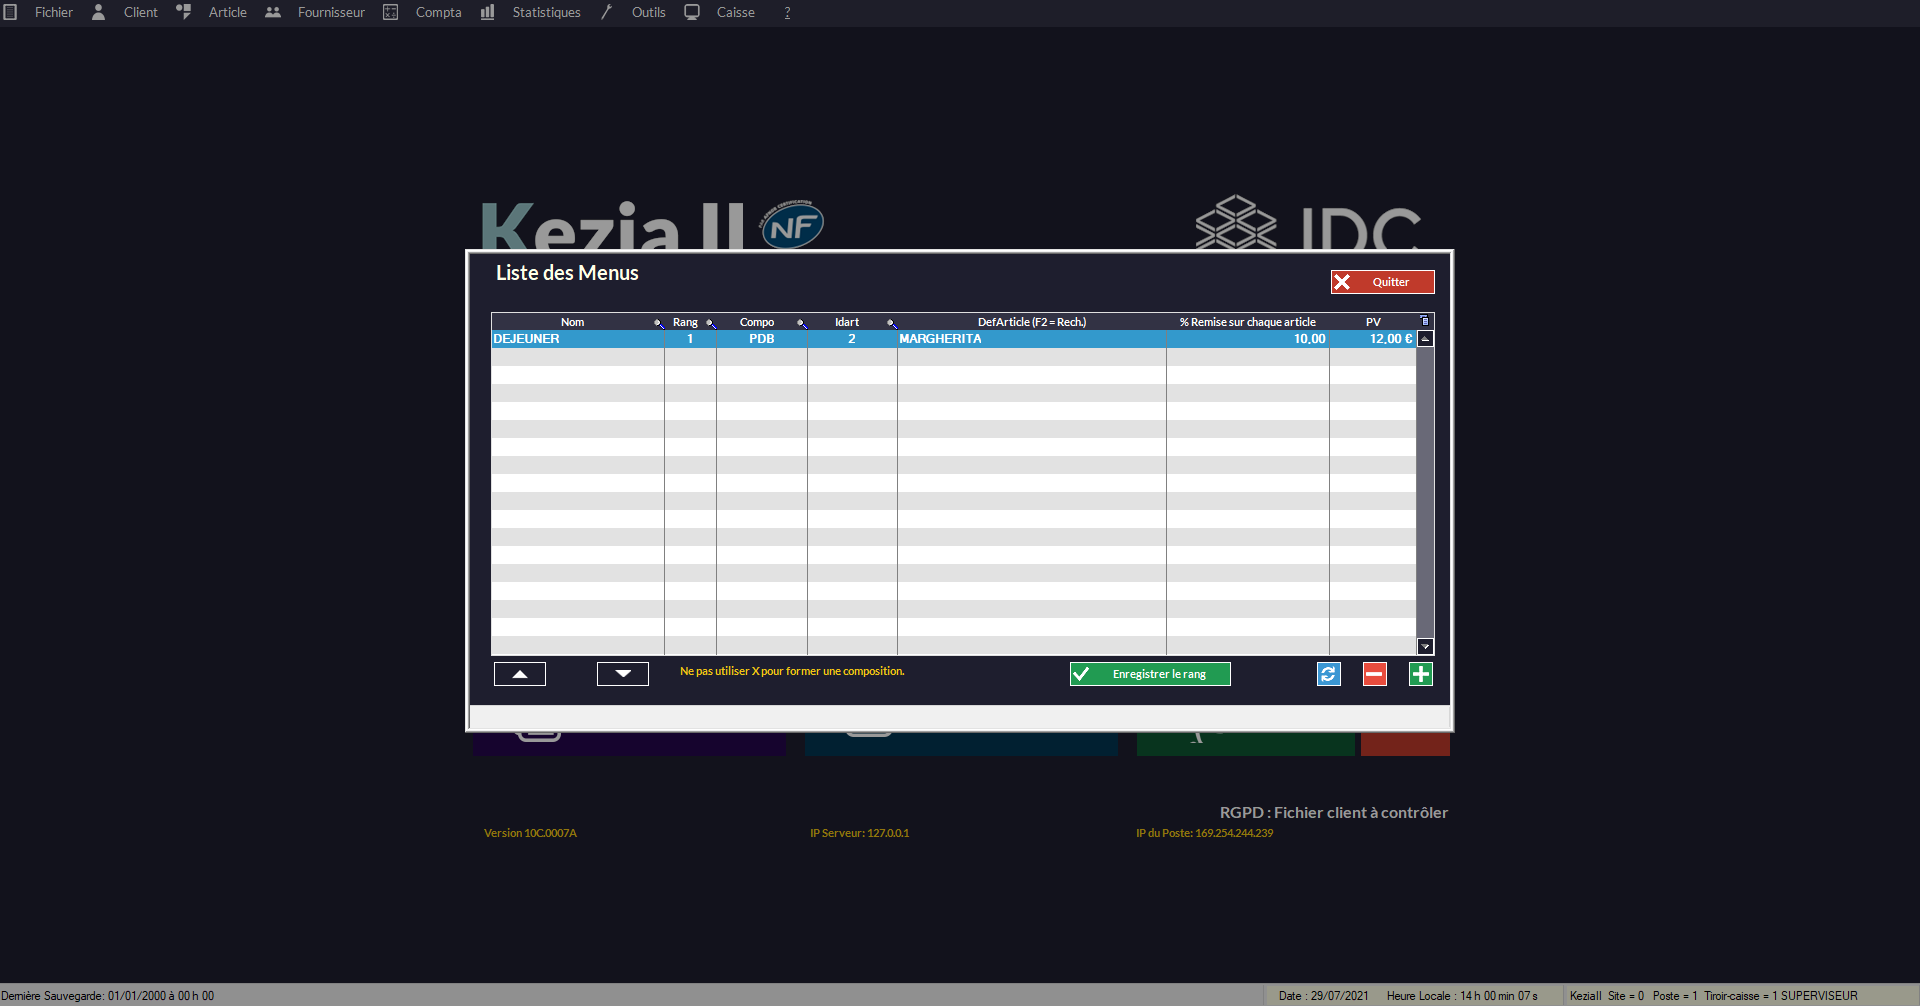 Fichier Client Article Fournisseur Compta Statistiques Outils Caisse ?
Kezia II NF IDC
Liste des Menus
Quitter
Nom Rang Compo Idart DefArticle (F2 = Rech.) % Remise sur chaque article PV
DEJEUNER 1 PDB 2 MARGHERITA 10,00 12,00 €
Ne pas utiliser X pour former une composition.
Enregistrer le rang
RGPD : Fichier client à contrôler
Version 10C.0007A IP Serveur: 127.0.0.1 IP du Poste: 169.254.244.239
Dernière Sauvegarde: 01/01/2000 à 00 h 00 Date : 29/07/2021 Heure Locale : 14 h 00 min 07 s KeziaII Site = 0 Poste = 1 Tiroir-caisse = 1 SUPERVISEUR